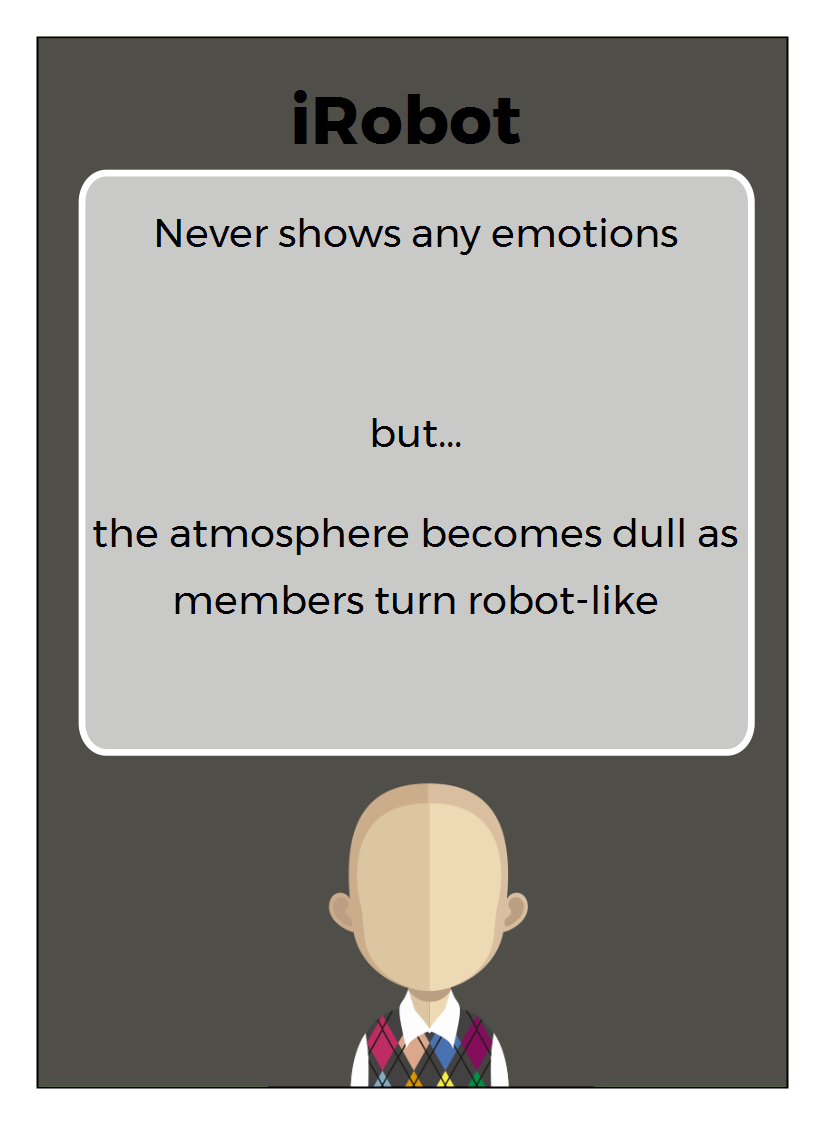 iRobot
Never shows any emotions
but...
the atmosphere becomes dull as
members turn robot-like